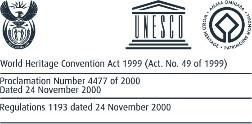 UNESCO
World Heritage Convention Act 1999 (Act. No. 49 of 1999)
Proclamation Number 4477 of 2000
Dated 24 November 2000
Regulations 1193 dated 24 November 2000